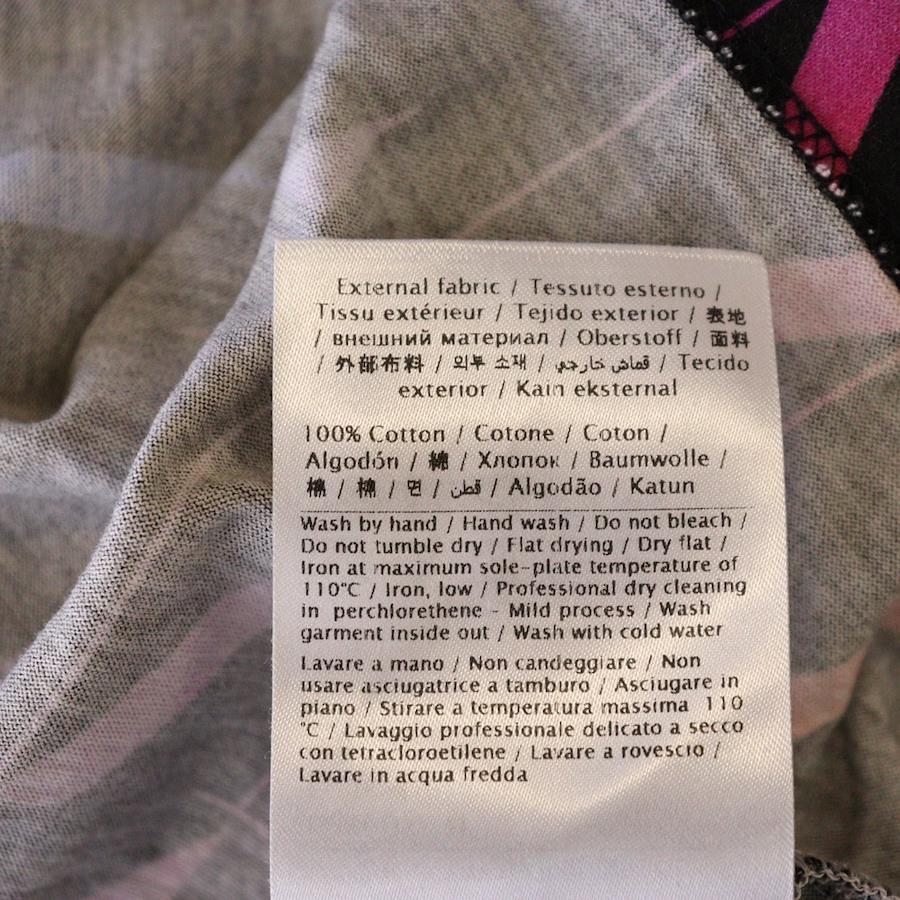 External fabric / Tessuto esterno /
Tissu extérieur / Tejido exterior / 表地
/ внешний материал / Oberstoff / 面料
/ 外部布料 / 외부 소재 / قماش خارجي / Tecido
exterior / Kain eksternal
100% Cotton / Cotone / Coton /
Algodón / 綿 / Хлопок / Baumwolle /
棉 / 棉 / 면 / قطن / Algodão / Katun
Wash by hand / Hand wash / Do not bleach /
Do not tumble dry / Flat drying / Dry flat /
Iron at maximum sole-plate temperature of
110°C / Iron, low / Professional dry cleaning
in perchlorethene - Mild process / Wash
garment inside out / Wash with cold water
Lavare a mano / Non candeggiare / Non
usare asciugatrice a tamburo / Asciugare in
piano / Stirare a temperatura massima 110
°C / Lavaggio professionale delicato a secco
con tetracloroetilene / Lavare a rovescio /
Lavare in acqua fredda